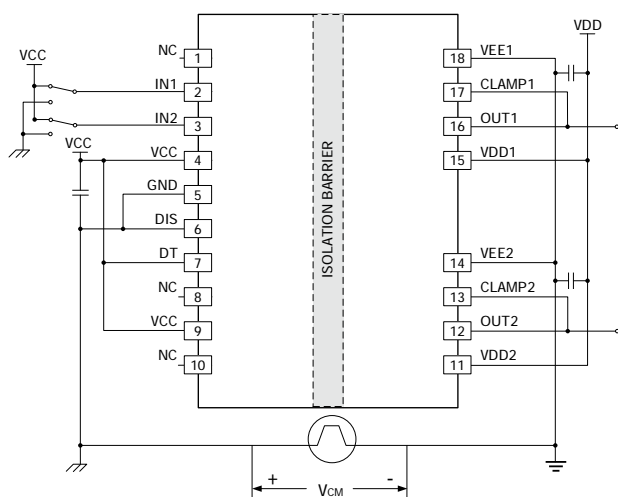 VCC
NC 1
IN1 2
IN2 3
VCC
VCC 4
GND 5
DIS 6
DT 7
NC 8
VCC 9
NC 10
ISOLATION BARRIER
VDD
18 VEE1
17 CLAMP1
16 OUT1
15 VDD1
14 VEE2
13 CLAMP2
12 OUT2
11 VDD2
+ VCM -